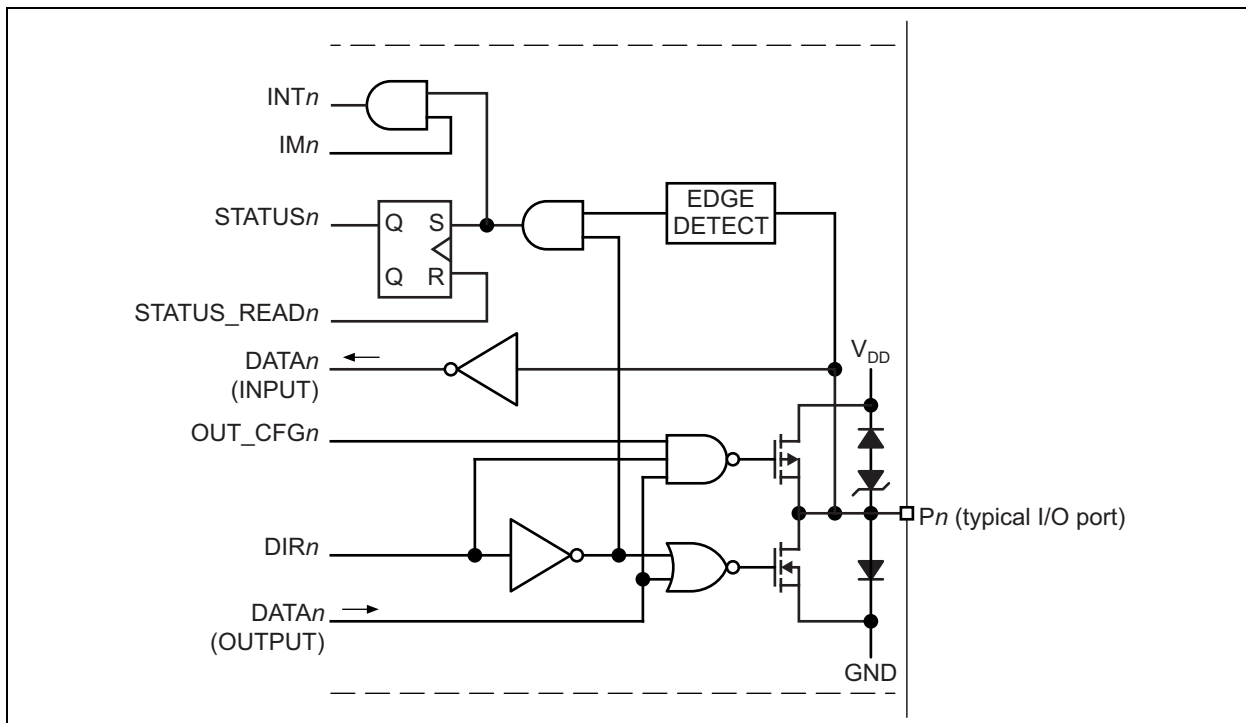 INTn
IMn
EDGE
DETECT
STATUSn
Q
S
Q
R
STATUS_READn
DATAn
(INPUT)
VDD
OUT_CFGn
Pn (typical I/O port)
DIRn
DATAn
(OUTPUT)
GND